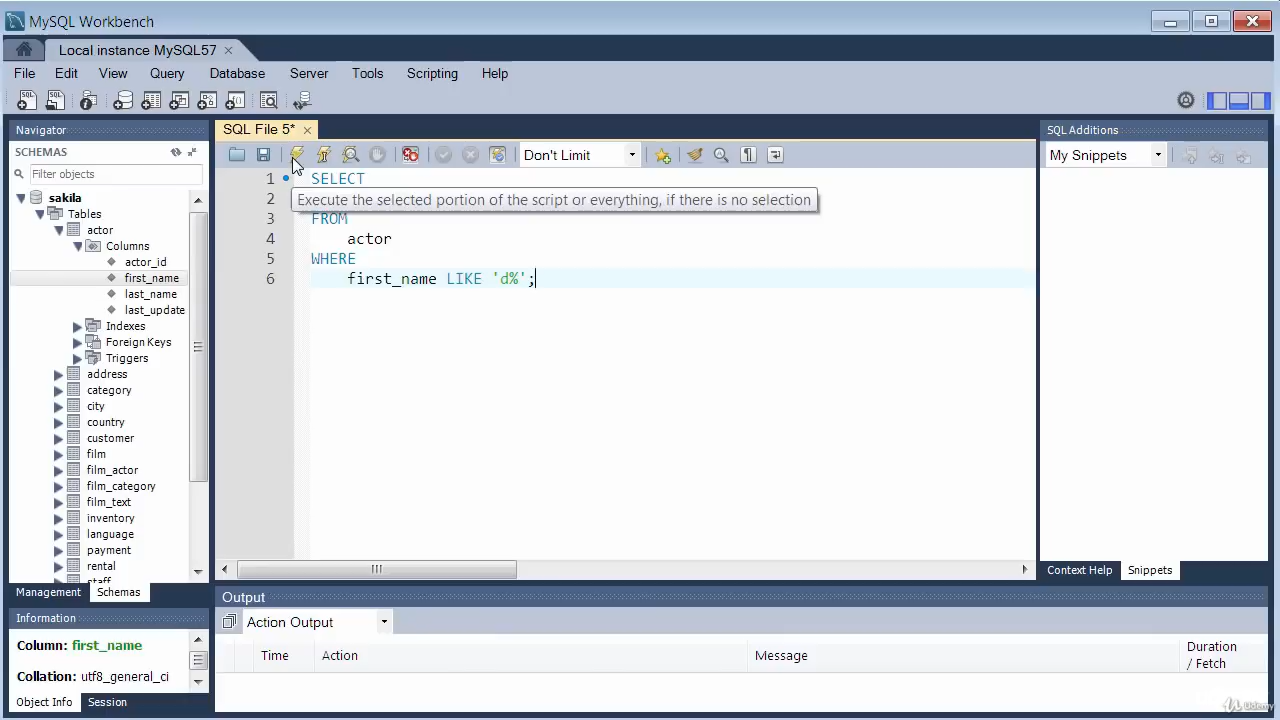 MySQL Workbench
Local instance MySQL57
File Edit View Query Database Server Tools Scripting Help
Navigator
SCHEMAS
Filter objects
sakila
Tables
actor
Columns
actor_id
first_name
last_name
last_update
Indexes
Foreign Keys
Triggers
address
category
city
country
customer
film
film_actor
film_category
film_text
inventory
language
payment
rental
staff
Management Schemas
Information
Column: first_name
Collation: utf8_general_ci
Object Info Session
SQL File 5*
Don't Limit
1 SELECT
2
Execute the selected portion of the script or everything, if there is no selection
3 FROM
4 actor
5 WHERE
6 first_name LIKE 'd%';
SQL Additions
My Snippets
Context Help Snippets
Output
Action Output
Time Action Message Duration / Fetch
Udemy